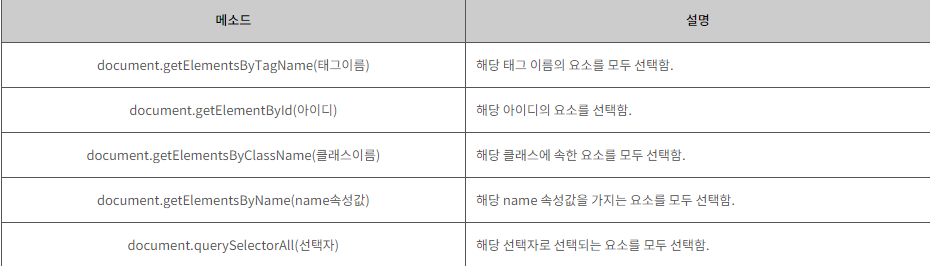 메소드 설명
document.getElementsByTagName(태그이름) 해당 태그 이름의 요소를 모두 선택함.
document.getElementById(아이디) 해당 아이디의 요소를 선택함.
document.getElementsByClassName(클래스이름) 해당 클래스에 속한 요소를 모두 선택함.
document.getElementsByName(name속성값) 해당 name 속성값을 가지는 요소를 모두 선택함.
document.querySelectorAll(선택자) 해당 선택자로 선택되는 요소를 모두 선택함.